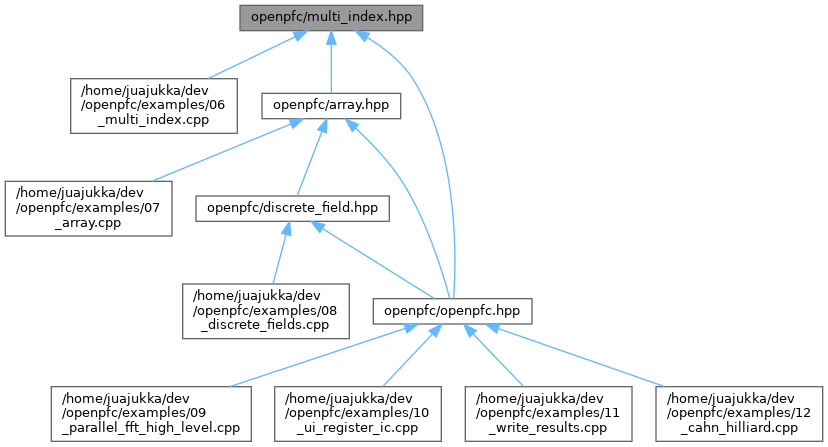 openpfc/multi_index.hpp
/home/juajukka/dev
/openpfc/examples/06
_multi_index.cpp
openpfc/array.hpp
/home/juajukka/dev
/openpfc/examples/07
_array.cpp
openpfc/discrete_field.hpp
/home/juajukka/dev
/openpfc/examples/08
_discrete_fields.cpp
openpfc/openpfc.hpp
/home/juajukka/dev
/openpfc/examples/09
_parallel_fft_high_level.cpp
/home/juajukka/dev
/openpfc/examples/10
_ui_register_ic.cpp
/home/juajukka/dev
/openpfc/examples/11
_write_results.cpp
/home/juajukka/dev
/openpfc/examples/12
_cahn_hilliard.cpp